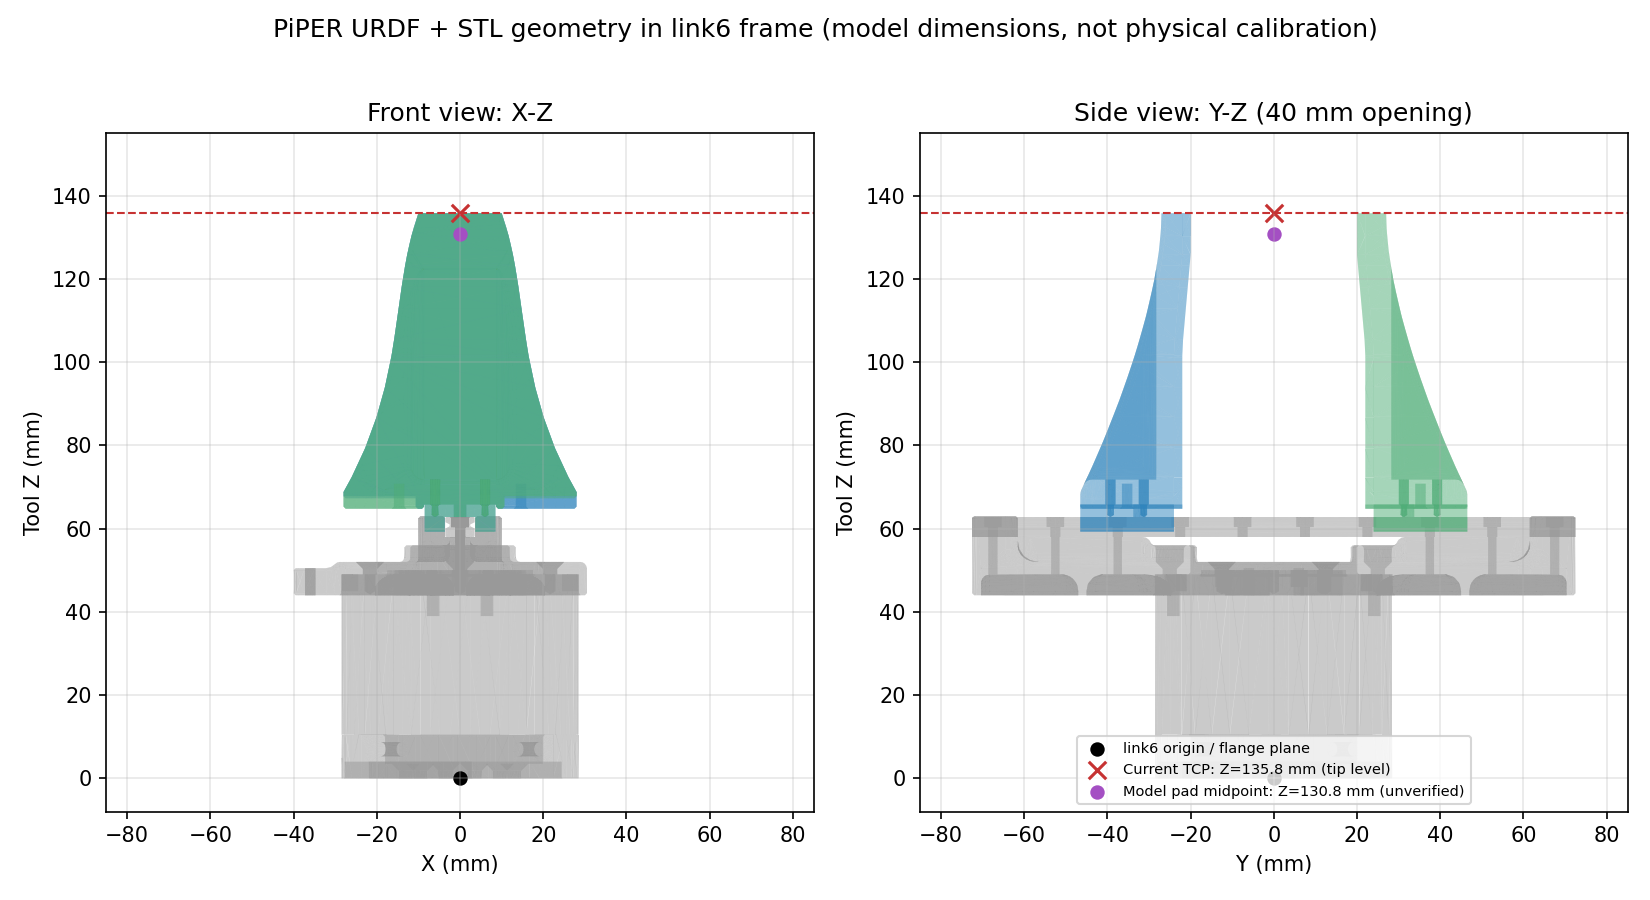 PiPER URDF + STL geometry in link6 frame (model dimensions, not physical calibration)
Front view: X-Z
Tool Z (mm)
140
120
100
80
60
40
20
0
−80 −60 −40 −20 0 20 40 60 80
X (mm)
Side view: Y-Z (40 mm opening)
Tool Z (mm)
140
120
100
80
60
40
20
0
link6 origin / flange plane
Current TCP: Z=135.8 mm (tip level)
Model pad midpoint: Z=130.8 mm (unverified)
−80 −60 −40 −20 0 20 40 60 80
Y (mm)